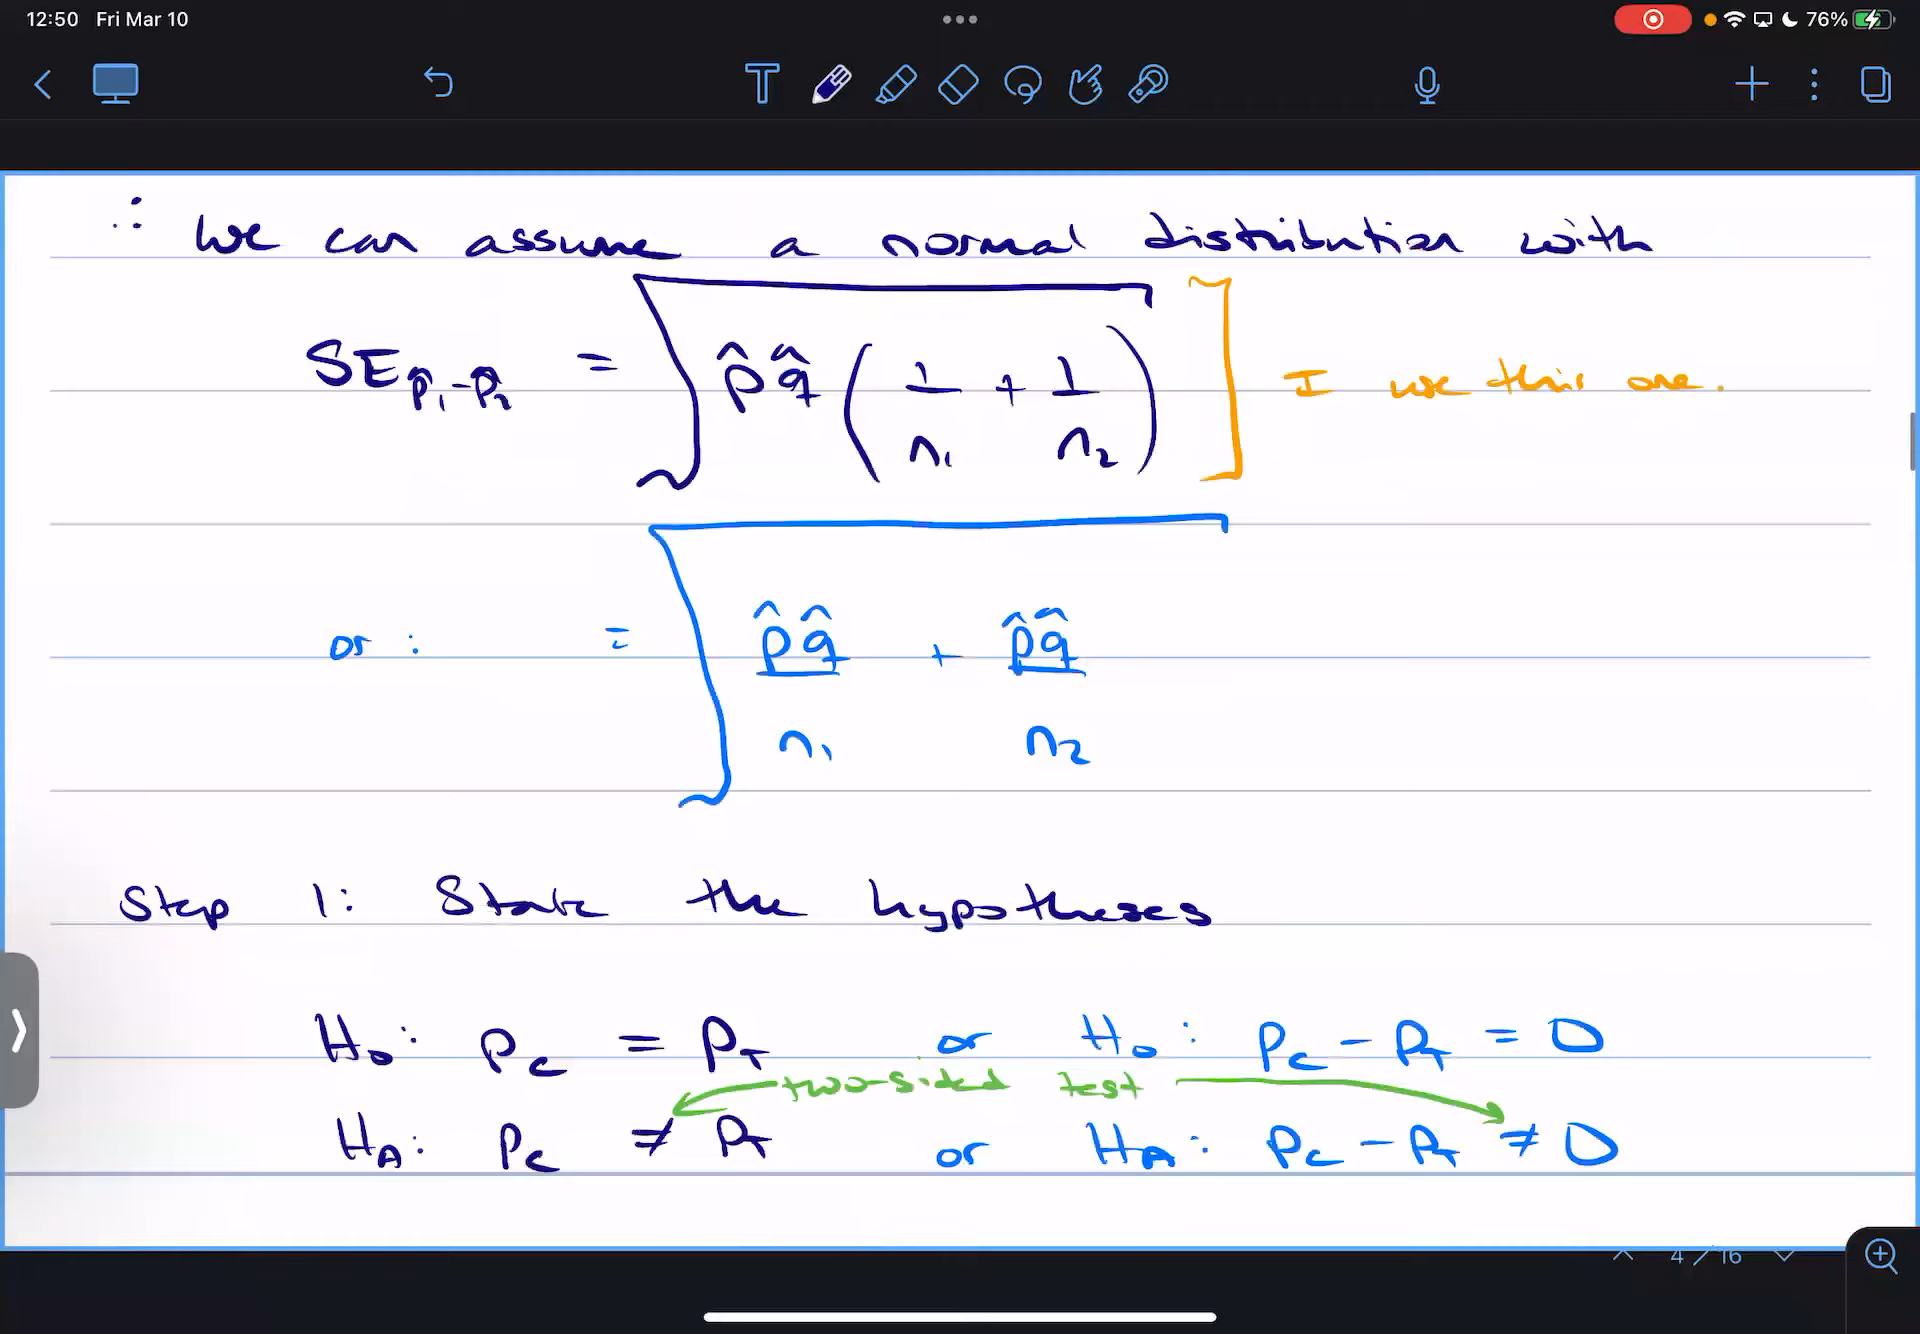 12:50 Fri Mar 10
76%
∴ We can assume a normal distribution with
SE p̂₁-p̂₂ = √(p̂q̂(1/n₁ + 1/n₂)) ] I use this one.
or : = √(p̂q̂/n₁ + p̂q̂/n₂)
Step 1: State the hypotheses
H₀: Pc = PT or H₀: Pc - PT = 0
two-sided test
HA: Pc ≠ PT or HA: Pc - PT ≠ 0
4 / 16